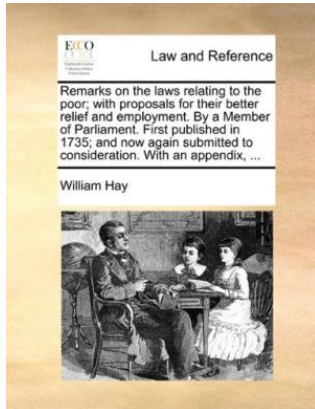 ECCO
Law and Reference
Remarks on the laws relating to the
poor; with proposals for their better
relief and employment. By a Member
of Parliament. First published in
1735; and now again submitted to
consideration. With an appendix, ...
William Hay